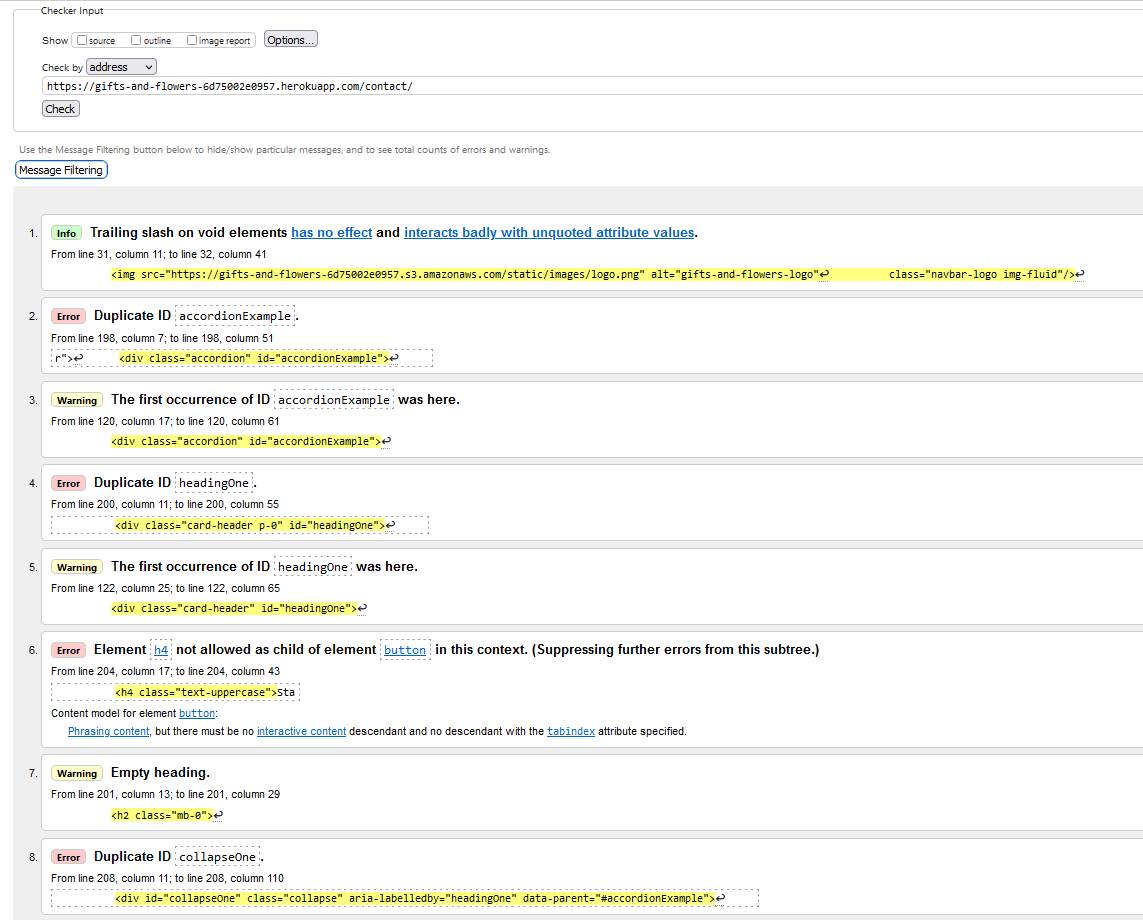 Checker Input
Show source outline image report Options...
Check by address
https://gifts-and-flowers-6d75002e0957.herokuapp.com/contact/
Check
Use the Message Filtering button below to hide/show particular messages, and to see total counts of errors and warnings.
Message Filtering
1. Info Trailing slash on void elements has no effect and interacts badly with unquoted attribute values.
From line 31, column 11; to line 32, column 41
<img src="https://gifts-and-flowers-6d75002e0957.s3.amazonaws.com/static/images/logo.png" alt="gifts-and-flowers-logo"↩ class="navbar-logo img-fluid"/>↩
2. Error Duplicate ID accordionExample.
From line 198, column 7; to line 198, column 51
r">↩ <div class="accordion" id="accordionExample">↩
3. Warning The first occurrence of ID accordionExample was here.
From line 120, column 17; to line 120, column 61
<div class="accordion" id="accordionExample">↩
4. Error Duplicate ID headingOne.
From line 200, column 11; to line 200, column 55
<div class="card-header p-0" id="headingOne">↩
5. Warning The first occurrence of ID headingOne was here.
From line 122, column 25; to line 122, column 65
<div class="card-header" id="headingOne">↩
6. Error Element h4 not allowed as child of element button in this context. (Suppressing further errors from this subtree.)
From line 204, column 17; to line 204, column 43
<h4 class="text-uppercase">Sta
Content model for element button:
Phrasing content, but there must be no interactive content descendant and no descendant with the tabindex attribute specified.
7. Warning Empty heading.
From line 201, column 13; to line 201, column 29
<h2 class="mb-0">↩
8. Error Duplicate ID collapseOne.
From line 208, column 11; to line 208, column 110
<div id="collapseOne" class="collapse" aria-labelledby="headingOne" data-parent="#accordionExample">↩